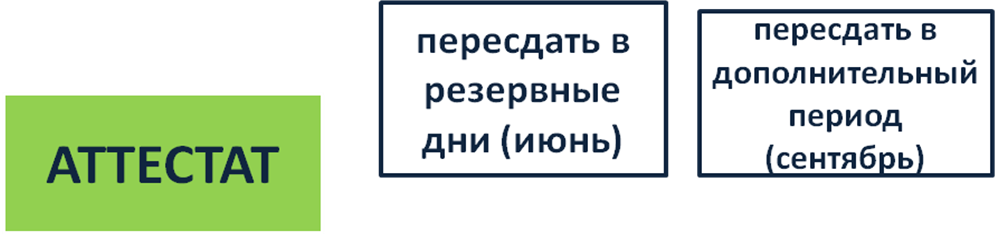 АТТЕСТАТ
пересдать в
резервные
дни (июнь)
пересдать в
дополнительный
период
(сентябрь)